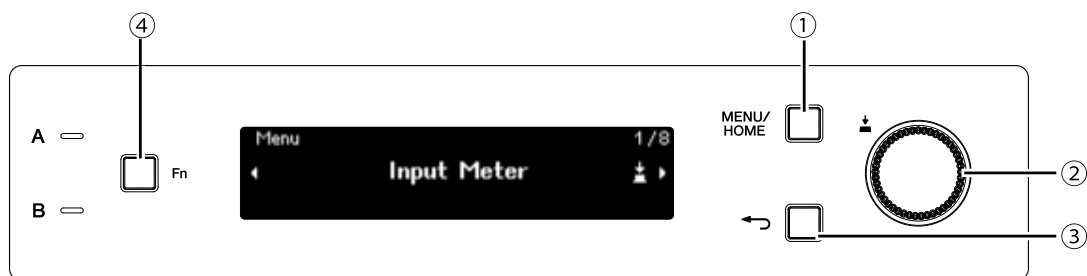 ④ ①
A
Fn
B
Menu 1/8
Input Meter
MENU/
HOME
②
③